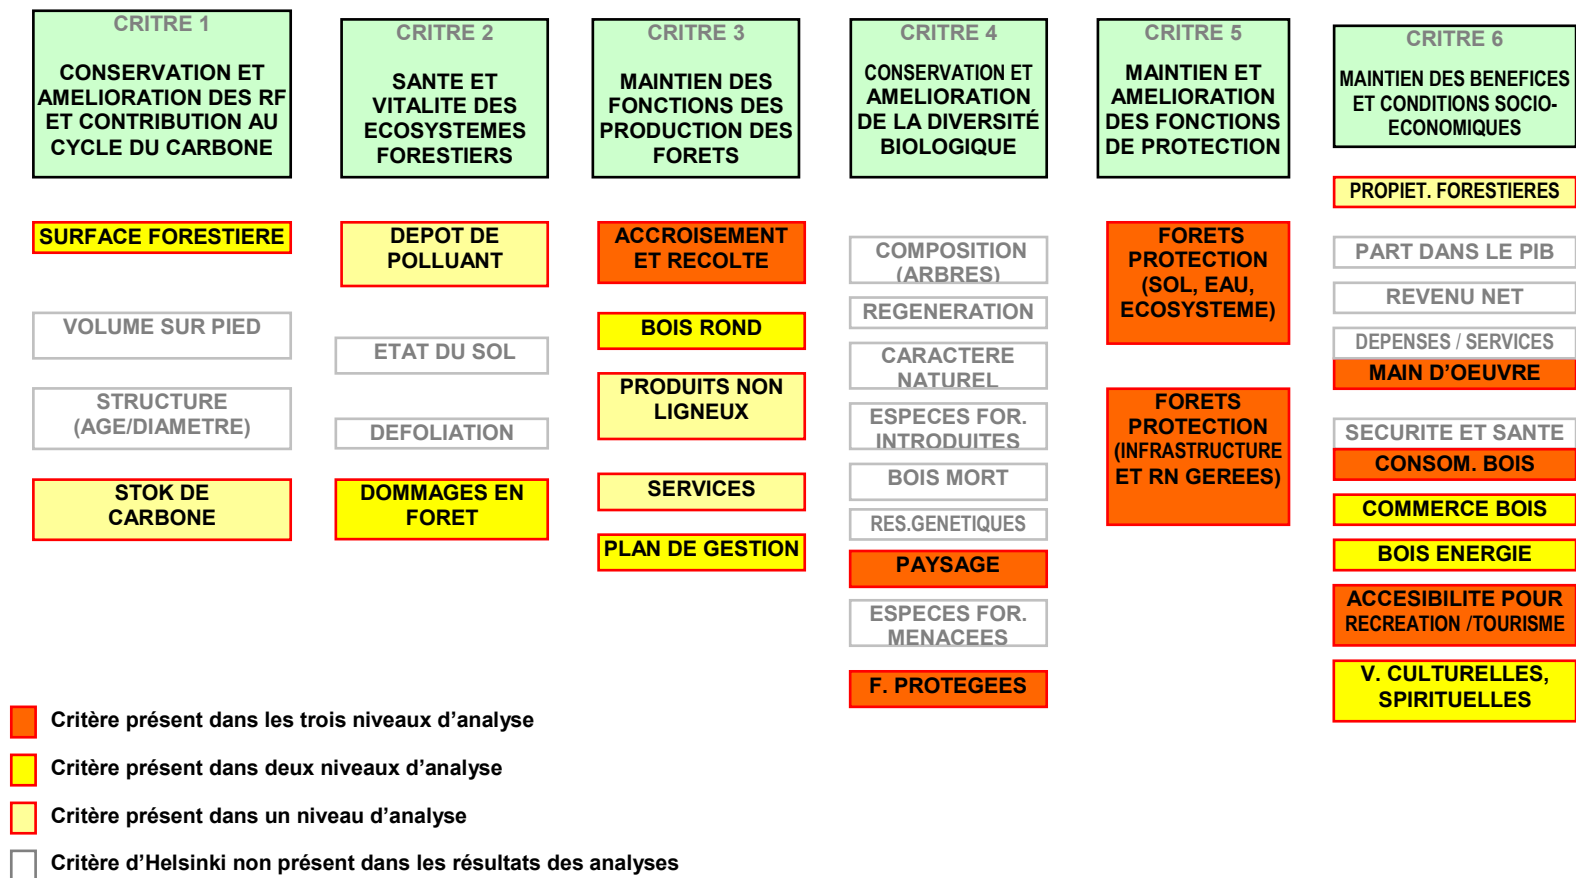 CRITRE 1
CONSERVATION ET
AMELIORATION DES RF
ET CONTRIBUTION AU
CYCLE DU CARBONE
SURFACE FORESTIERE
VOLUME SUR PIED
STRUCTURE
(AGE/DIAMETRE)
STOK DE
CARBONE
CRITRE 2
SANTE ET
VITALITE DES
ECOSYSTEMES
FORESTIERS
DEPOT DE
POLLUANT
ETAT DU SOL
DEFOLIATION
DOMMAGES EN
FORET
CRITRE 3
MAINTIEN DES
FONCTIONS DES
PRODUCTION DES
FORETS
ACCROISEMENT
ET RECOLTE
BOIS ROND
PRODUITS NON
LIGNEUX
SERVICES
PLAN DE GESTION
CRITRE 4
CONSERVATION ET
AMELIORATION
DE LA DIVERSITÉ
BIOLOGIQUE
COMPOSITION
(ARBRES)
REGENERATION
CARACTERE
NATUREL
ESPECES FOR.
INTRODUITES
BOIS MORT
RES.GENETIQUES
PAYSAGE
ESPECES FOR.
MENACEES
F. PROTEGEES
CRITRE 5
MAINTIEN ET
AMELIORATION
DES FONCTIONS
DE PROTECTION
FORETS
PROTECTION
(SOL, EAU,
ECOSYSTEME)
FORETS
PROTECTION
(INFRASTRUCTURE
ET RN GEREES)
CRITRE 6
MAINTIEN DES BENEFICES
ET CONDITIONS SOCIO-
ECONOMIQUES
PROPIET. FORESTIERES
PART DANS LE PIB
REVENU NET
DEPENSES / SERVICES
MAIN D'OEUVRE
SECURITE ET SANTE
CONSOM. BOIS
COMMERCE BOIS
BOIS ENERGIE
ACCESIBILITE POUR
RECREATION /TOURISME
V. CULTURELLES,
SPIRITUELLES
Critère présent dans les trois niveaux d'analyse
Critère présent dans deux niveaux d'analyse
Critère présent dans un niveau d'analyse
Critère d'Helsinki non présent dans les résultats des analyses